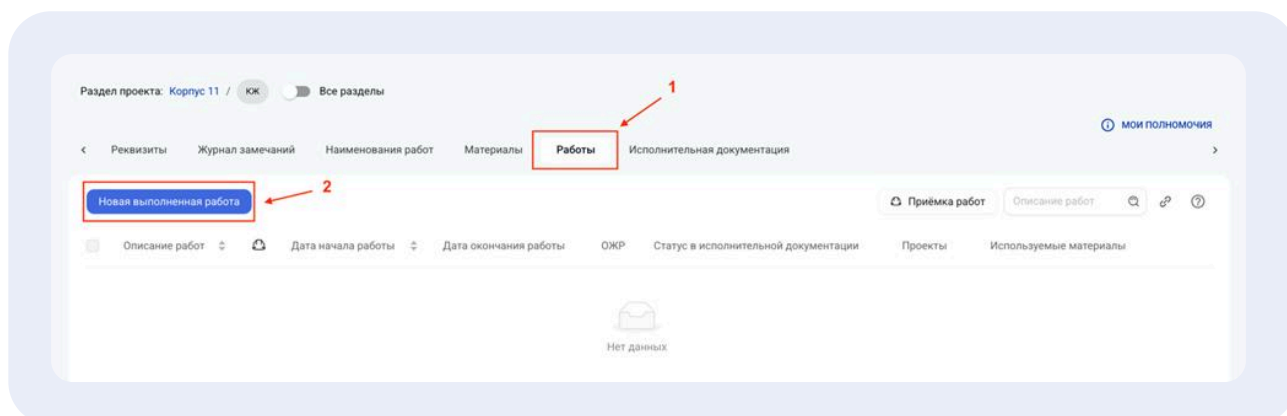 1
Раздел проекта: Корпус 11 / КЖ Все разделы
МОИ ПОЛНОМОЧИЯ
Реквизиты Журнал замечаний Наименования работ Материалы Работы Исполнительная документация
2
Новая выполненная работа Приёмка работ Описание работ
Описание работ Дата начала работы Дата окончания работы ОЖР Статус в исполнительной документации Проекты Используемые материалы
Нет данных